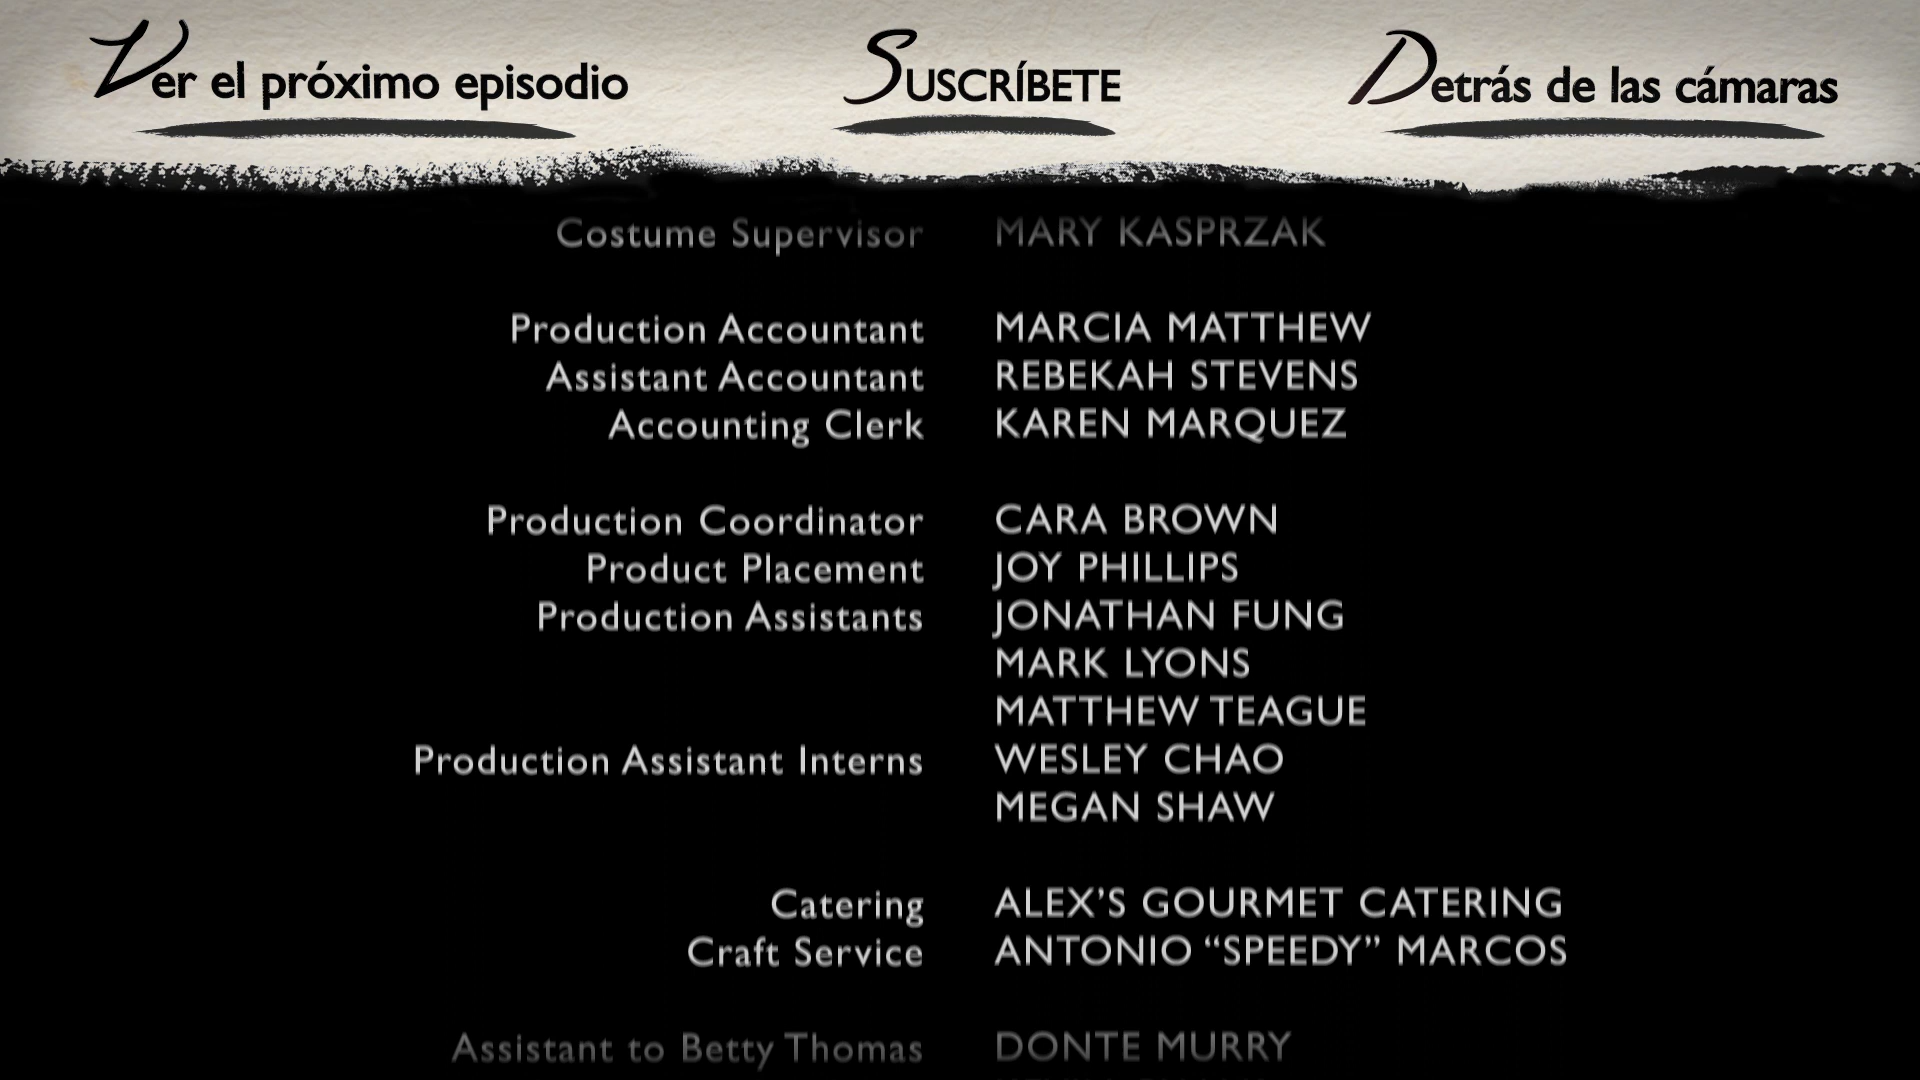 Ver el próximo episodio
SUSCRÍBETE
Detrás de las cámaras
Costume Supervisor MARY KASPRZAK
Production Accountant MARCIA MATTHEW
Assistant Accountant REBEKAH STEVENS
Accounting Clerk KAREN MARQUEZ
Production Coordinator CARA BROWN
Product Placement JOY PHILLIPS
Production Assistants JONATHAN FUNG
MARK LYONS
MATTHEW TEAGUE
Production Assistant Interns WESLEY CHAO
MEGAN SHAW
Catering ALEX’S GOURMET CATERING
Craft Service ANTONIO “SPEEDY” MARCOS
Assistant to Betty Thomas DONTE MURRY